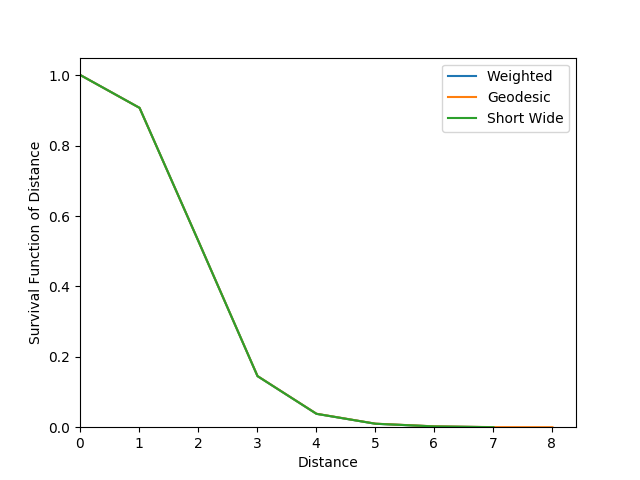 Weighted
Geodesic
Short Wide
Survival Function of Distance
1.0
0.8
0.6
0.4
0.2
0.0
0 1 2 3 4 5 6 7 8
Distance